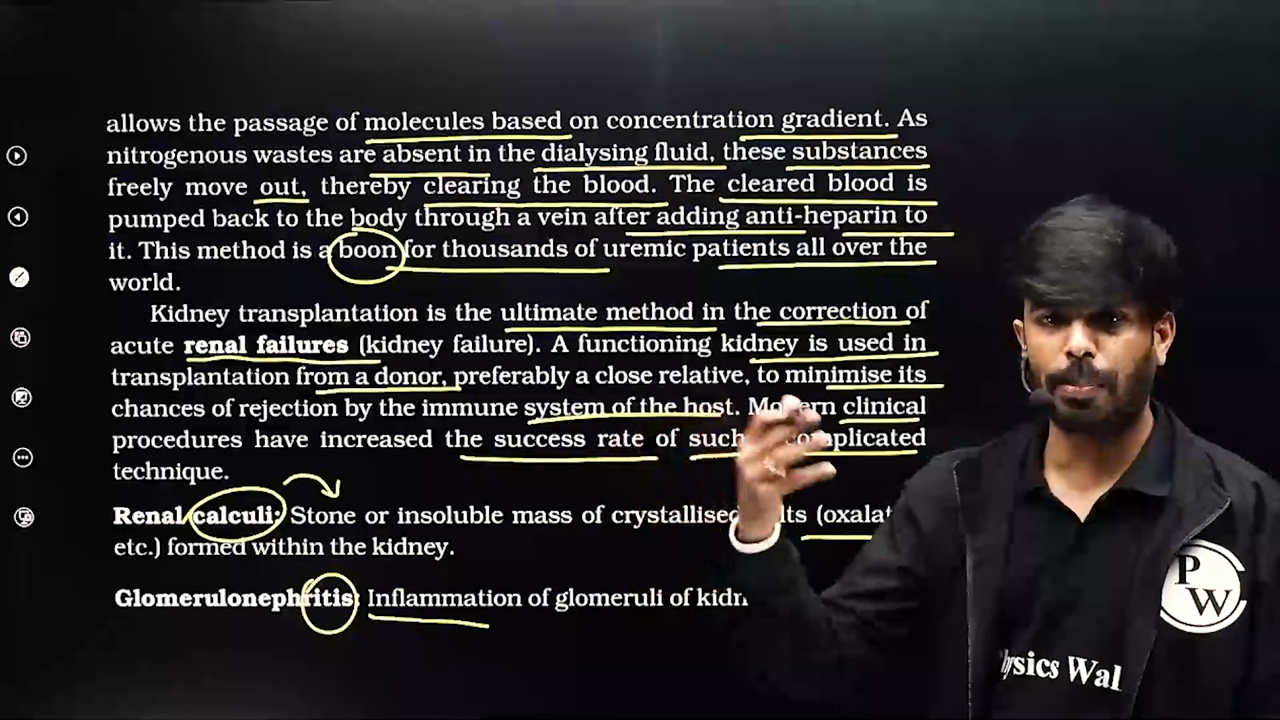 allows the passage of molecules based on concentration gradient. As
nitrogenous wastes are absent in the dialysing fluid, these substances
freely move out, thereby clearing the blood. The cleared blood is
pumped back to the body through a vein after adding anti-heparin to
it. This method is a boon for thousands of uremic patients all over the
world.
Kidney transplantation is the ultimate method in the correction of
acute renal failures (kidney failure). A functioning kidney is used in
transplantation from a donor, preferably a close relative, to minimise its
chances of rejection by the immune system of the host. Modern clinical
procedures have increased the success rate of such complicated
technique.
Renal calculi: Stone or insoluble mass of crystallised
etc.) formed within the kidney.
Glomerulonephritis: Inflammation of glomeruli of
P
W